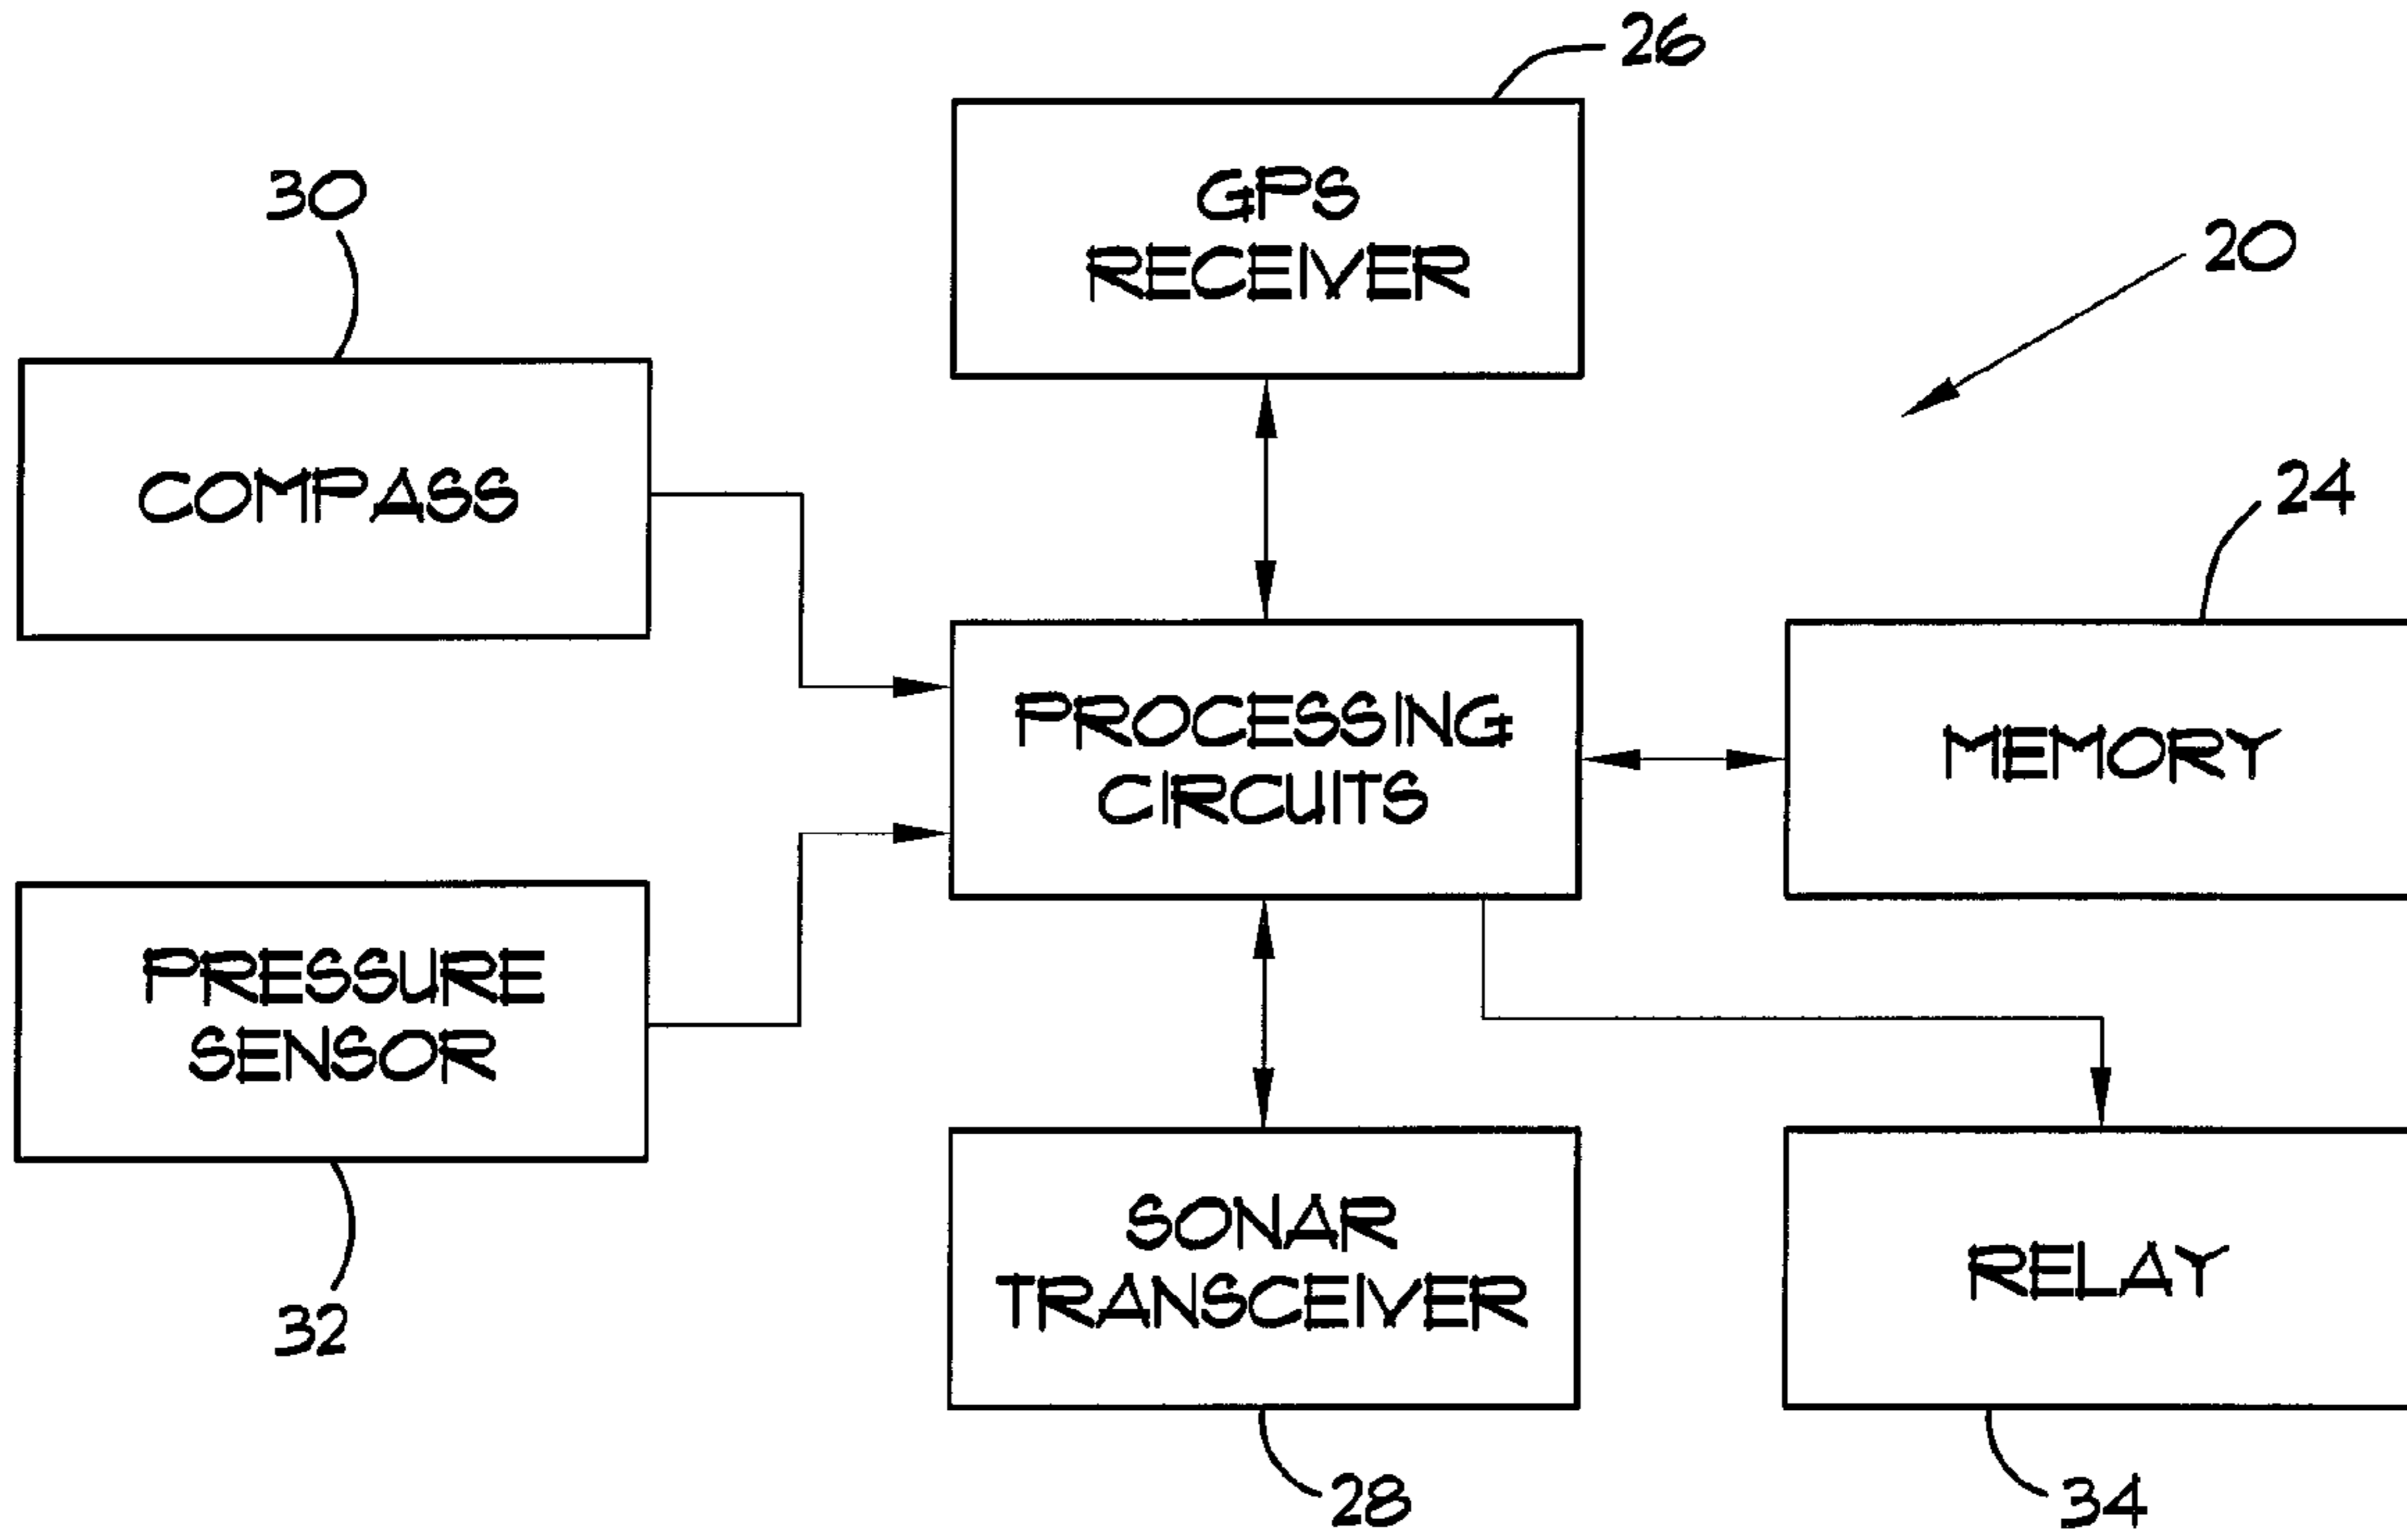 26
GPS
RECEIVER
30
20
COMPASS
24
PROCESSING
CIRCUITS
MEMORY
PRESSURE
SENSOR
SONAR
TRANSCEIVER
RELAY
32
28
34